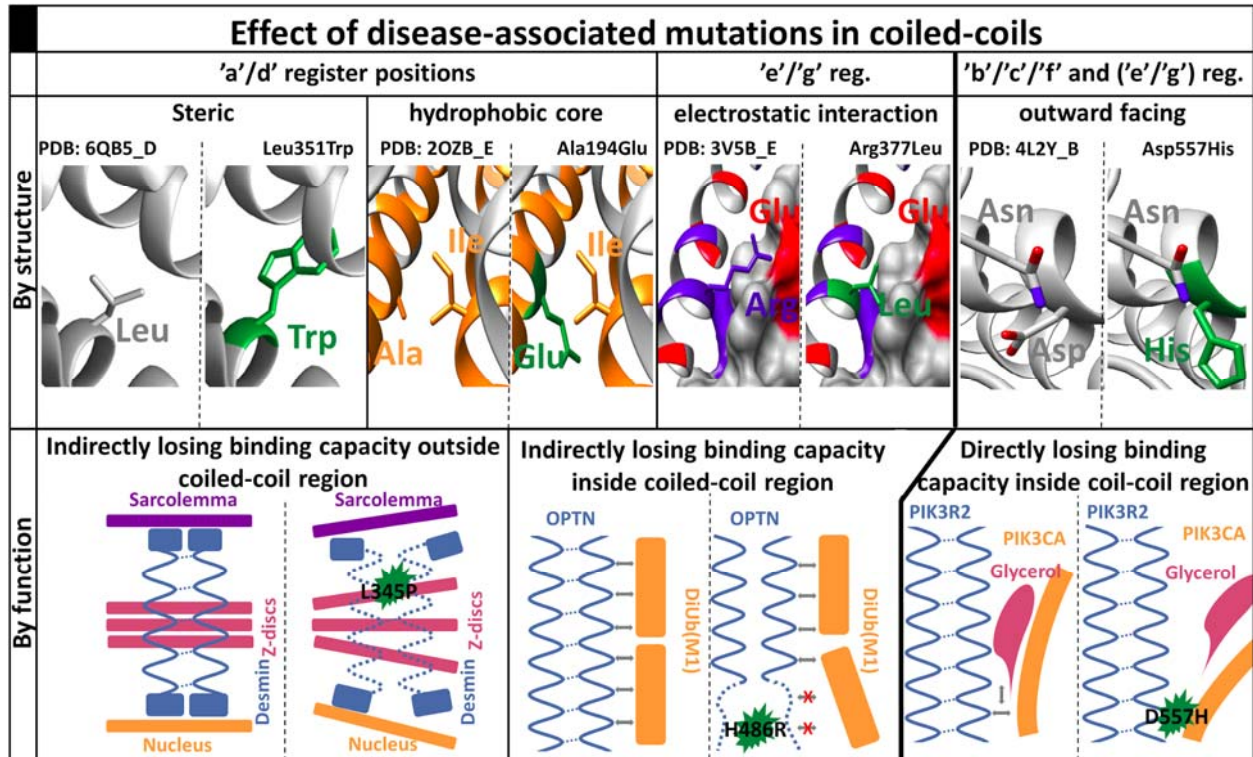 Effect of disease-associated mutations in coiled-coils
'a'/d' register positions
'e'/'g' reg.
'b'/'c'/'f' and ('e'/'g') reg.
By structure
Steric
hydrophobic core
electrostatic interaction
outward facing
PDB: 6QB5_D
Leu351Trp
PDB: 2OZB_E
Ala194Glu
PDB: 3V5B_E
Arg377Leu
PDB: 4L2Y_B
Asp557His
Leu
Trp
Ile
Ala
Ile
Glu
Glu
Arg
Glu
Leu
Asn
Asp
Asn
His
By function
Indirectly losing binding capacity outside
coiled-coil region
Sarcolemma
Z-discs
Desmin
Nucleus
Sarcolemma
L345P
Z-discs
Desmin
Nucleus
Indirectly losing binding capacity
inside coiled-coil region
OPTN
DiUb(M1)
OPTN
DiUb(M1)
H486R
Directly losing binding
capacity inside coil-coil region
PIK3R2
PIK3CA
Glycerol
PIK3R2
PIK3CA
Glycerol
D557H